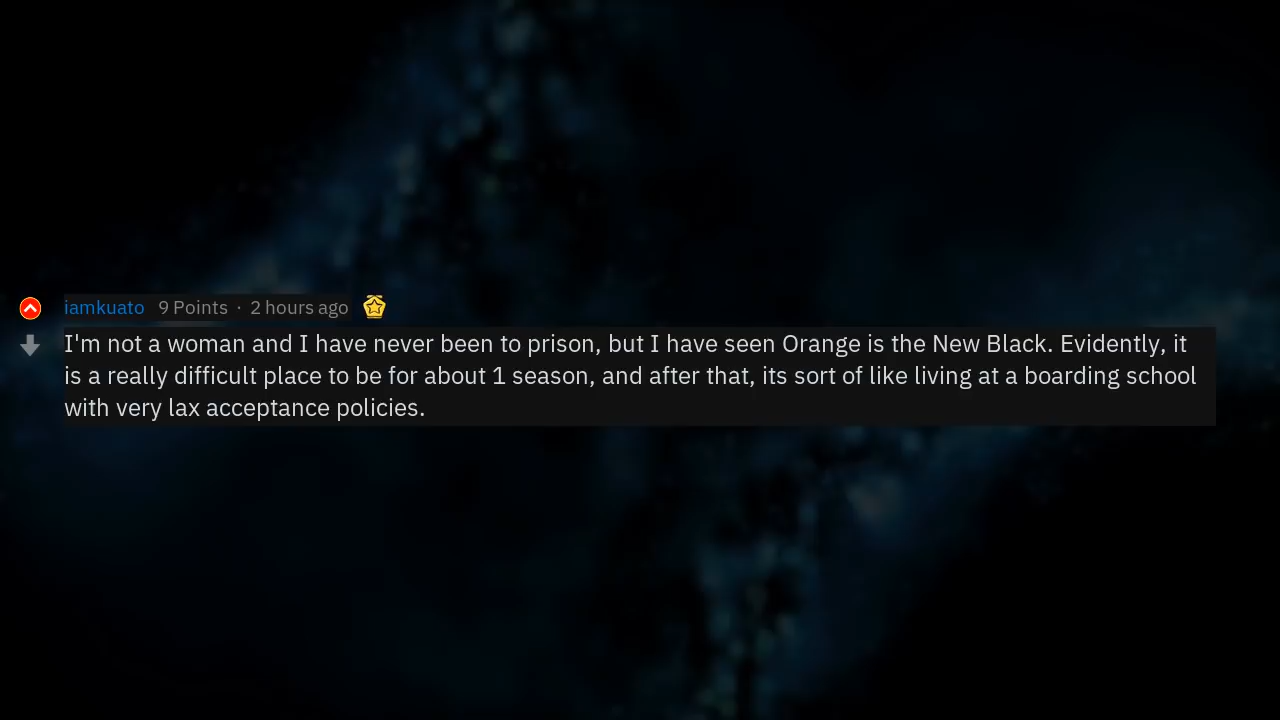 iamkuato 9 Points · 2 hours ago
I'm not a woman and I have never been to prison, but I have seen Orange is the New Black. Evidently, it
is a really difficult place to be for about 1 season, and after that, its sort of like living at a boarding school
with very lax acceptance policies.